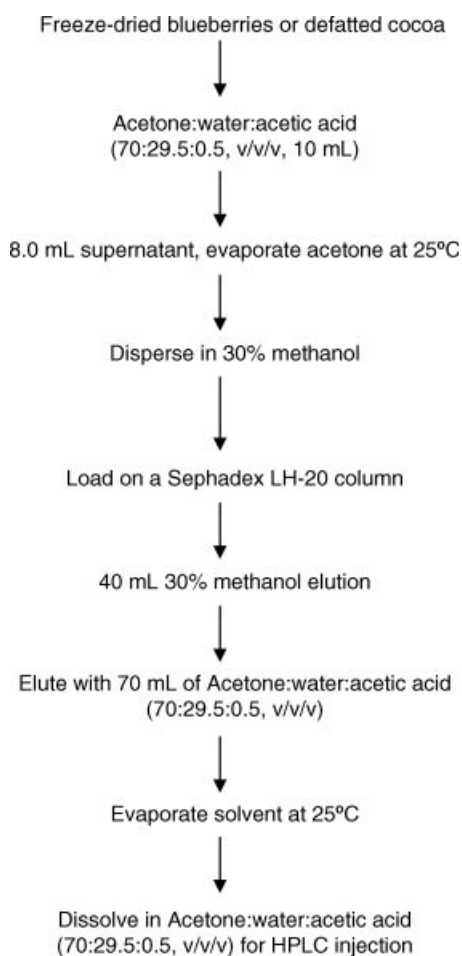 Freeze-dried blueberries or defatted cocoa
Acetone:water:acetic acid
(70:29.5:0.5, v/v/v, 10 mL)
8.0 mL supernatant, evaporate acetone at 25ºC
Disperse in 30% methanol
Load on a Sephadex LH-20 column
40 mL 30% methanol elution
Elute with 70 mL of Acetone:water:acetic acid
(70:29.5:0.5, v/v/v)
Evaporate solvent at 25ºC
Dissolve in Acetone:water:acetic acid
(70:29.5:0.5, v/v/v) for HPLC injection